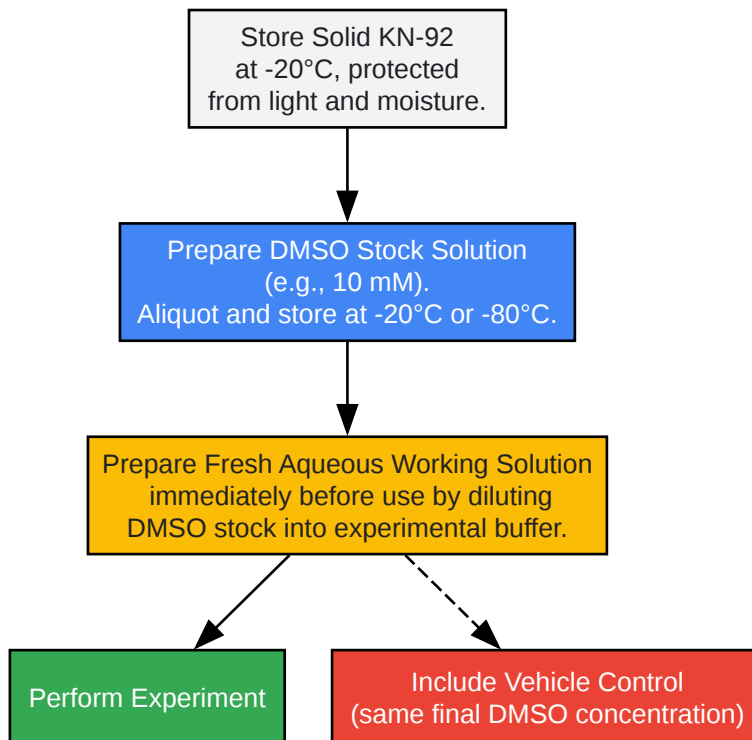 Store Solid KN-92
at -20°C, protected
from light and moisture.
Prepare DMSO Stock Solution
(e.g., 10 mM).
Aliquot and store at -20°C or -80°C.
Prepare Fresh Aqueous Working Solution
immediately before use by diluting
DMSO stock into experimental buffer.
Perform Experiment
Include Vehicle Control
(same final DMSO concentration)